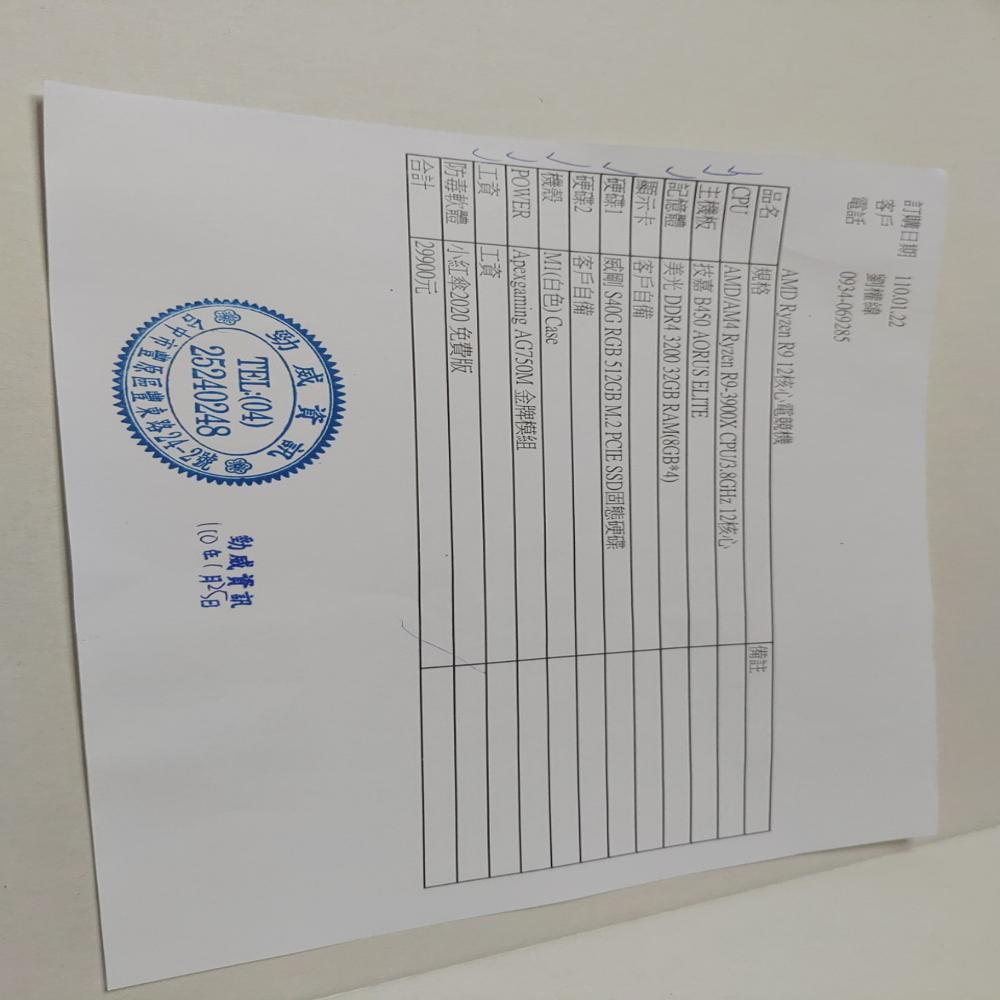 訂購日期 110.01.22
客戶 劉權緯
電話 0934-069285
AMD Ryzen R9 12核心電競機
品名 規格 備註
CPU AMD/AM4 Ryzen R9-3900X CPU/3.8GHz 12核心
主機板 技嘉 B450 AORUS ELITE
記憶體 美光 DDR4 3200 32GB RAM(8GB*4)
顯示卡 客戶自備
硬碟1 威剛 S40G RGB 512GB M.2 PCIE SSD固態硬碟
硬碟2 客戶自備
機殼 M1(白色) Case
POWER Apexgaming AG750M 金牌模組
工資 工資
防毒軟體 小紅傘2020 免費版
合計 29900元
勁威資訊
TEL:(04)
25240248
台中市豐原區豐東路42-2號
勁威資訊
110年1月25日